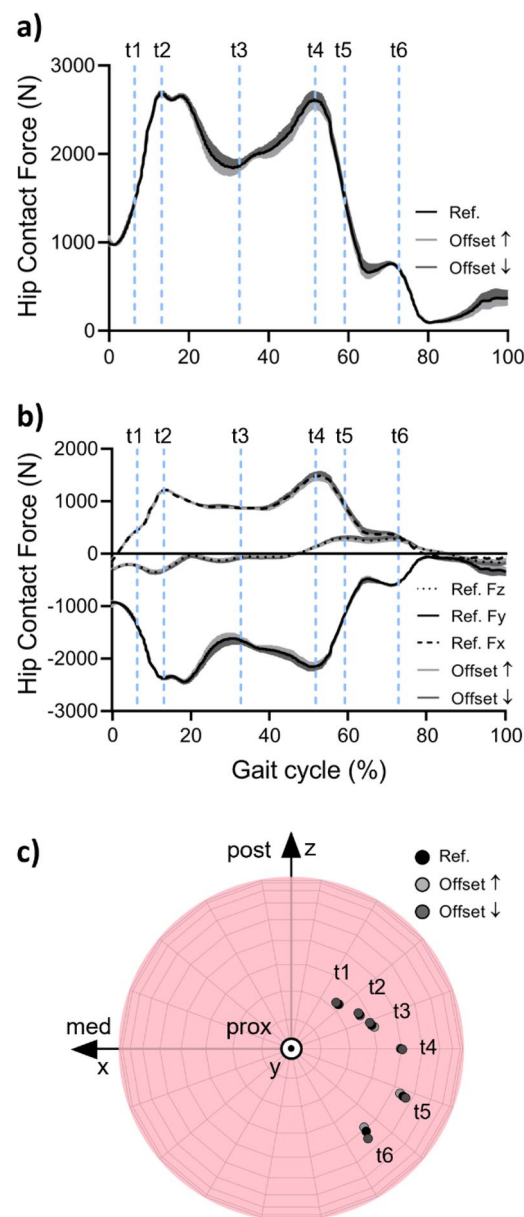 a)
t1 t2 t3 t4 t5 t6
Hip Contact Force (N)
3000
2000
1000
0
Ref.
Offset ↑
Offset ↓
0 20 40 60 80 100
b)
t1 t2 t3 t4 t5 t6
Hip Contact Force (N)
2000
1000
0
-1000
-2000
-3000
Ref. Fz
Ref. Fy
Ref. Fx
Offset ↑
Offset ↓
0 20 40 60 80 100
Gait cycle (%)
c)
post z
Ref.
Offset ↑
Offset ↓
t1
t2
t3
med prox t4
x y
t5
t6